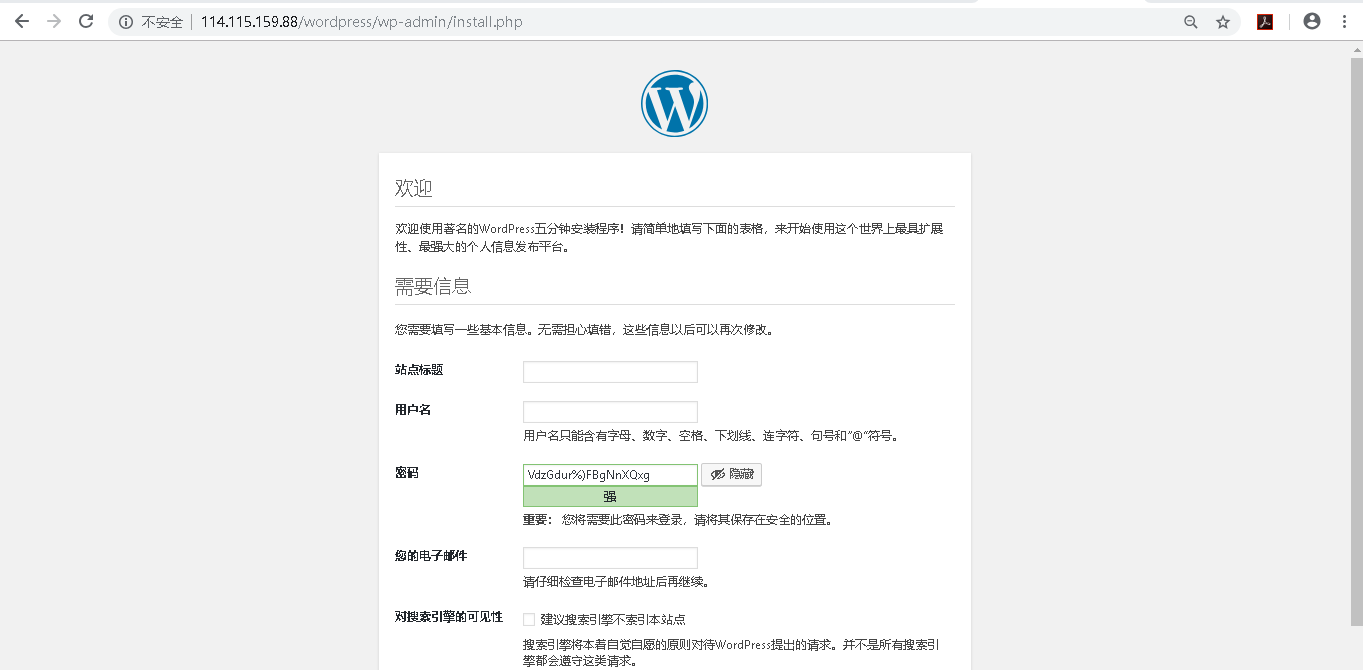 不安全 114.115.159.88/wordpress/wp-admin/install.php
欢迎
欢迎使用著名的WordPress五分钟安装程序！请简单地填写下面的表格，来开始使用这个世界上最具扩展
性、最强大的个人信息发布平台。
需要信息
您需要填写一些基本信息。无需担心填错，这些信息以后可以再次修改。
站点标题
用户名
用户名只能含有字母、数字、空格、下划线、连字符、句号和“@”符号。
密码 VdzGdur%)FBgNnXQxg 隐藏
强
重要： 您将需要此密码来登录，请将其保存在安全的位置。
您的电子邮件
请仔细检查电子邮件地址后再继续。
对搜索引擎的可见性 建议搜索引擎不索引本站点
搜索引擎将本着自觉自愿的原则对待WordPress提出的请求。并不是所有搜索引
擎都会遵守这类请求。